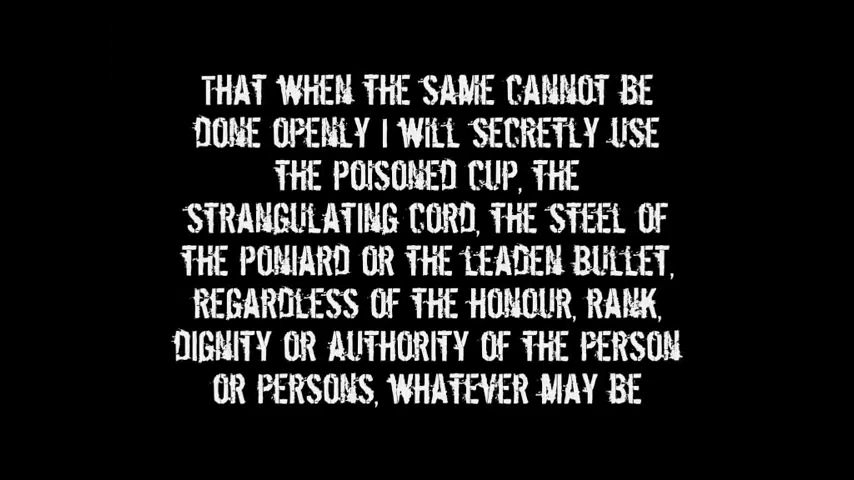 THAT WHEN THE SAME CANNOT BE
DONE OPENLY I WILL SECRETLY USE
THE POISONED CUP, THE
STRANGULATING CORD, THE STEEL OF
THE PONIARD OR THE LEADEN BULLET,
REGARDLESS OF THE HONOUR, RANK,
DIGNITY OR AUTHORITY OF THE PERSON
OR PERSONS, WHATEVER MAY BE